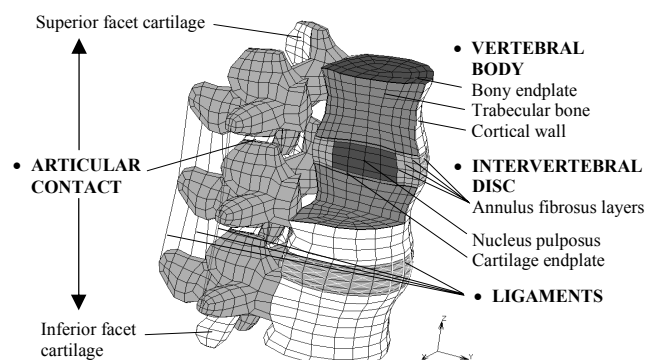 Superior facet cartilage
• ARTICULAR
CONTACT
Inferior facet
cartilage
• VERTEBRAL
BODY
Bony endplate
Trabecular bone
Cortical wall
• INTERVERTEBRAL
DISC
Annulus fibrosus layers
Nucleus pulposus
Cartilage endplate
• LIGAMENTS
Z
X
Y